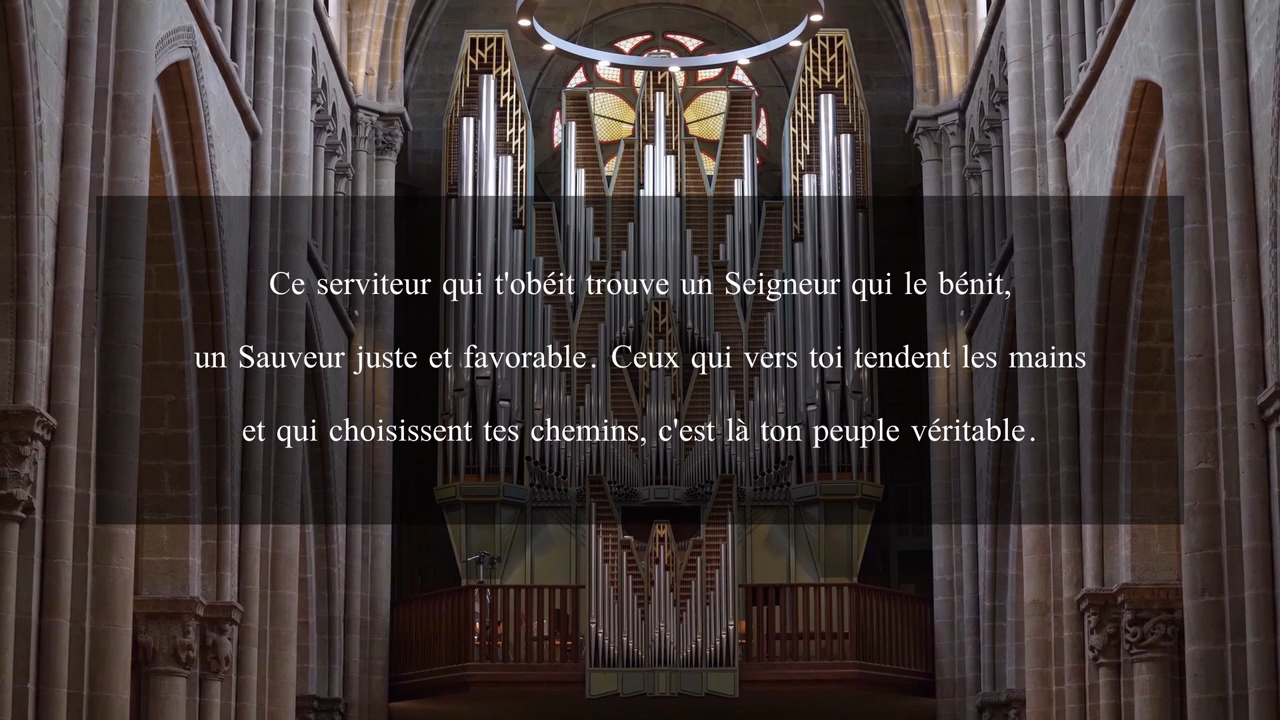 Ce serviteur qui t'obéit trouve un Seigneur qui le bénit,
un Sauveur juste et favorable. Ceux qui vers toi tendent les mains
et qui choisissent tes chemins, c'est là ton peuple véritable.